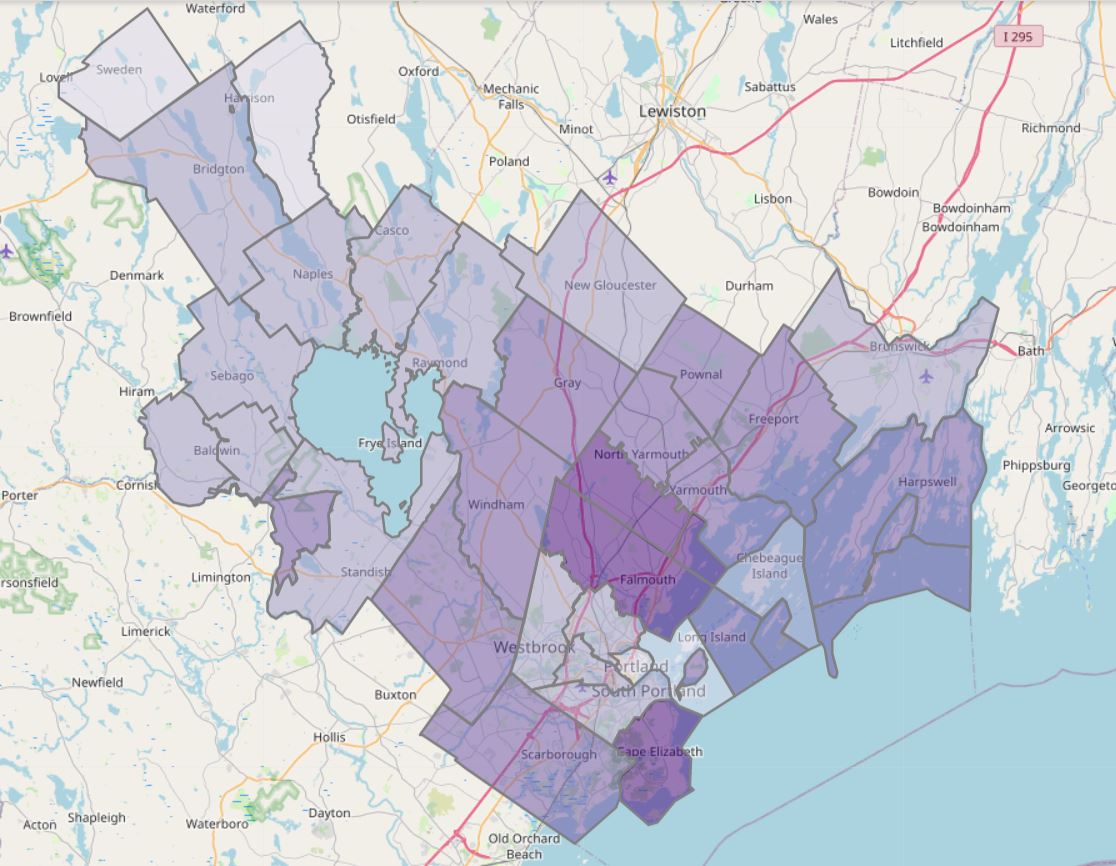 Waterford
Wales
I 295
Litchfield
Sweden
Oxford
Mechanic
Falls
Sabattus
Harrison
Otisfield
Lewiston
Minot
Richmond
Bridgton
Poland
Lisbon
Bowdoin
Bowdoinham
Bowdoinham
Casco
Denmark
Naples
New Gloucester
Durham
Brownfield
Brunswick
Bath
Raymond
Sebago
Gray
Pownal
Hiram
Freeport
Arrowsic
Frye Island
Baldwin
North Yarmouth
Phippsburg
Porter
Cornish
Yarmouth
Harpswell
Windham
Chebeague
Island
Limington
Standish
Falmouth
Limerick
Long Island
Westbrook
Portland
Newfield
Buxton
South Portland
Hollis
Scarborough
Cape Elizabeth
Acton
Shapleigh
Waterboro
Dayton
Old Orchard
Beach